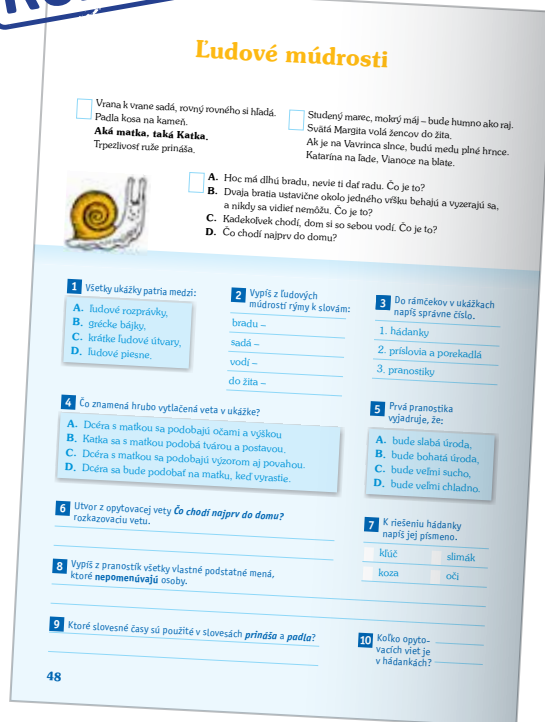 Ľudové múdrosti
Vrana k vrane sadá, rovný rovného si hľadá.
Padla kosa na kameň.
Aká matka, taká Katka.
Trpezlivosť ruže prináša.
Studený marec, mokrý máj – bude humno ako raj.
Svätá Margita volá žencov do žita.
Ak je na Vavrinca slnce, budú medu plné hrnce.
Katarína na ľade, Vianoce na blate.
A. Hoc má dlhú bradu, nevie ti dať radu. Čo je to?
B. Dvaja bratia ustavične okolo jedného vŕšku behajú a vyzerajú sa,
a nikdy sa vidieť nemôžu. Čo je to?
C. Kadekoľvek chodí, dom si so sebou vodí. Čo je to?
D. Čo chodí najprv do domu?
1 Všetky ukážky patria medzi:
A. ľudové rozprávky,
B. grécke bájky,
C. krátke ľudové útvary,
D. ľudové piesne.
2 Vypíš z ľudových
múdrostí rýmy k slovám:
bradu –
sadá –
vodí –
do žita –
3 Do rámčekov v ukážkach
napíš správne číslo.
1. hádanky
2. príslovia a porekadlá
3. pranostiky
4 Čo znamená hrubo vytlačená veta v ukážke?
A. Dcéra s matkou sa podobajú očami a výškou
B. Katka sa s matkou podobá tvárou a postavou.
C. Dcéra s matkou sa podobajú výzorom aj povahou.
D. Dcéra sa bude podobať na matku, keď vyrastie.
5 Prvá pranostika
vyjadruje, že:
A. bude slabá úroda,
B. bude bohatá úroda,
C. bude veľmi sucho,
D. bude veľmi chladno.
6 Utvor z opytovacej vety Čo chodí najprv do domu?
rozkazovaciu vetu.
7 K riešeniu hádanky
napíš jej písmeno.
kľúč
slimák
koza
oči
8 Vypíš z pranostík všetky vlastné podstatné mená,
ktoré nepomenúvajú osoby.
9 Ktoré slovesné časy sú použité v slovesách prináša a padla?
10 Koľko opyto-
vacích viet je
v hádankách?
48